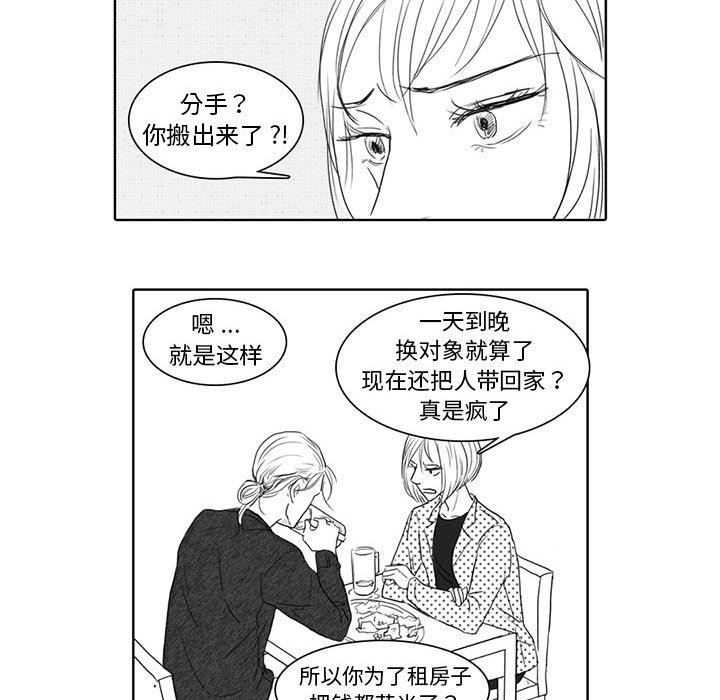 分手？
你搬出来了?!
嗯...
就是这样
一天到晚
换对象就算了
现在还把人带回家？
真是疯了
所以你为了租房子